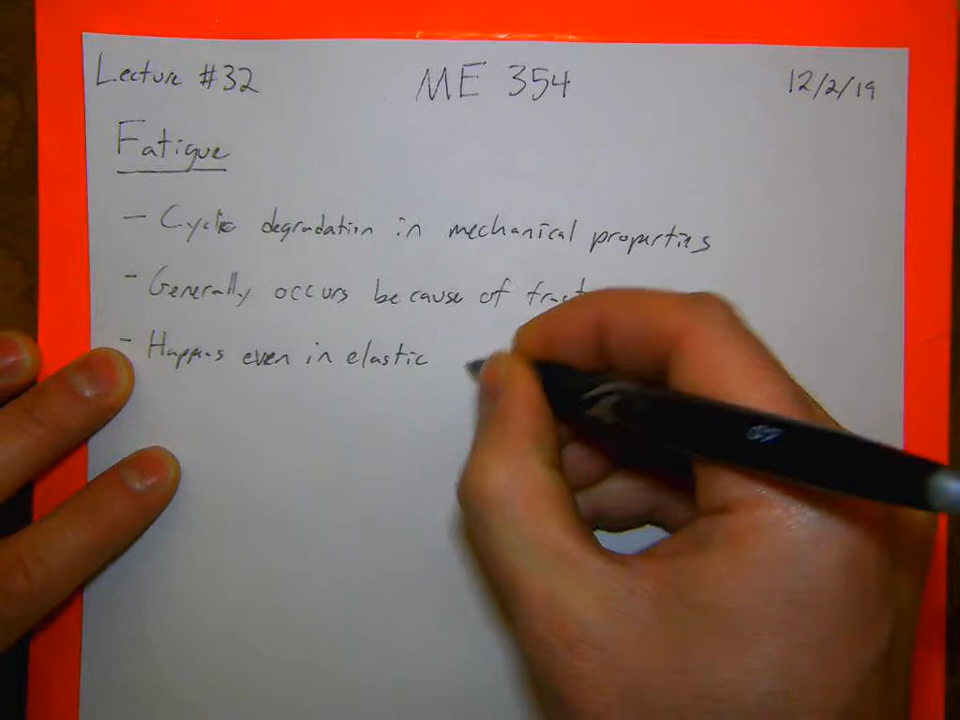 Lecture #32 ME 354 12/2/19
Fatigue
- Cyclic degradation in mechanical properties
- Generally occurs because of fract
- Happens even in elastic